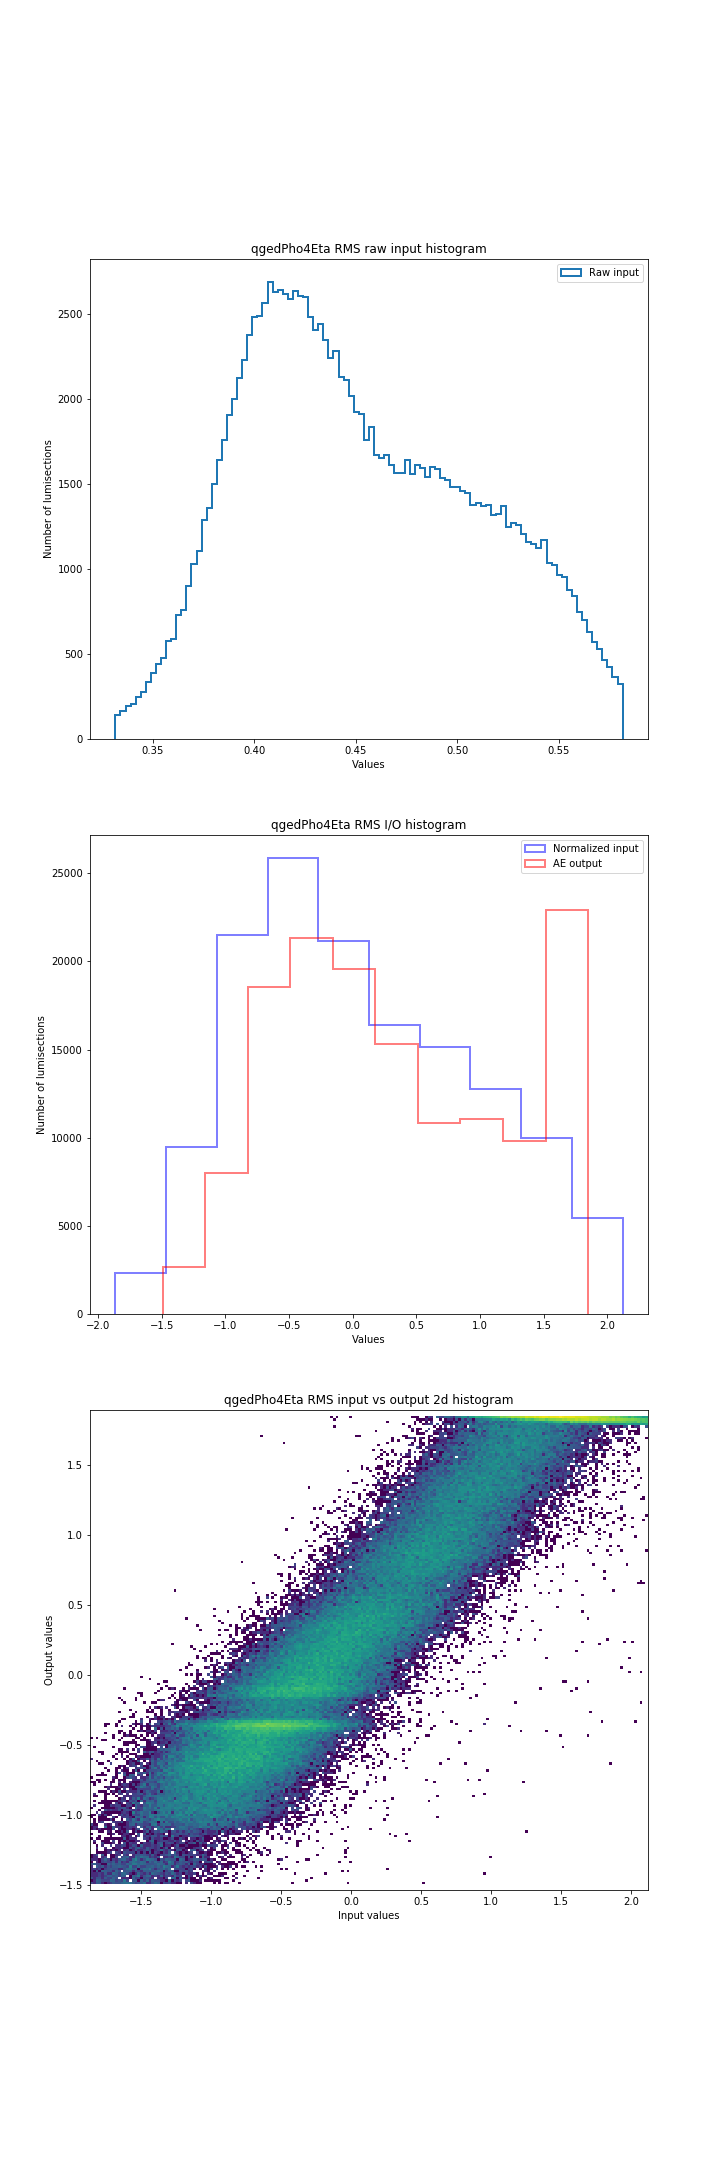 qgedPho4Eta RMS raw input histogram
Raw input
2500
2000
1500
1000
500
0
Number of lumisections
0.35 0.40 0.45 0.50 0.55
Values
qgedPho4Eta RMS I/O histogram
Normalized input
AE output
25000
20000
15000
10000
5000
0
Number of lumisections
−2.0 −1.5 −1.0 −0.5 0.0 0.5 1.0 1.5 2.0
Values
qgedPho4Eta RMS input vs output 2d histogram
1.5
1.0
0.5
0.0
−0.5
−1.0
−1.5
Output values
−1.5 −1.0 −0.5 0.0 0.5 1.0 1.5 2.0
Input values